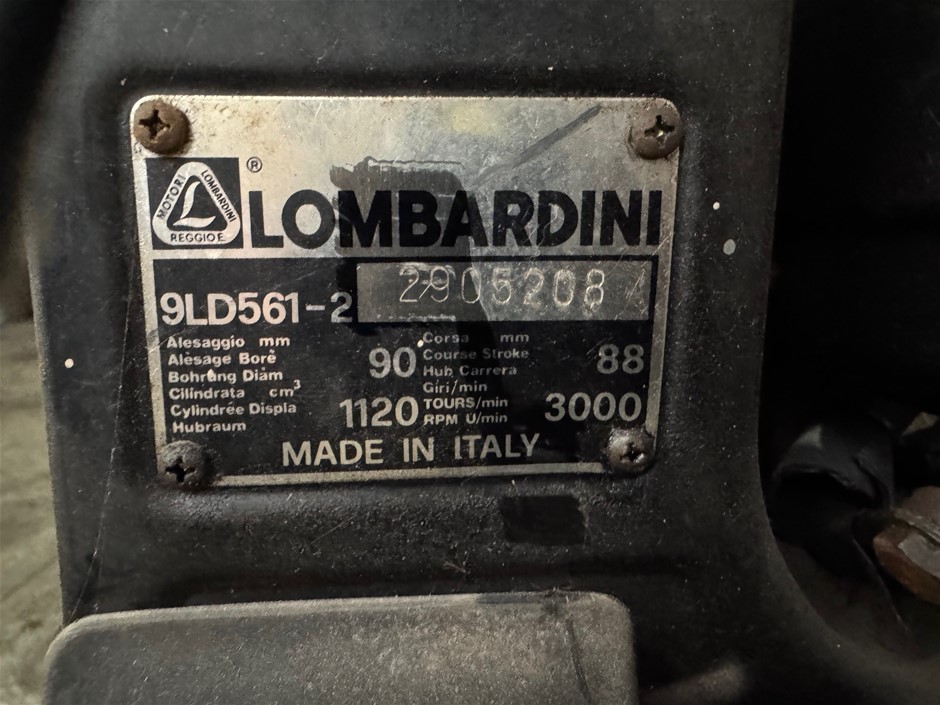 MOTORI LOMBARDINI
REGGIO E.
® LOMBARDINI
9LD561-2 2905208
Alesaggio mm
Alèsage Bore
Bohrung Diam 90
Corsa mm
Course Stroke
Hub Carrera 88
Cilindrata cm³
Cylindrée Displa
Hubraum 1120
Giri/min
TOURS/min
RPM U/min 3000
MADE IN ITALY